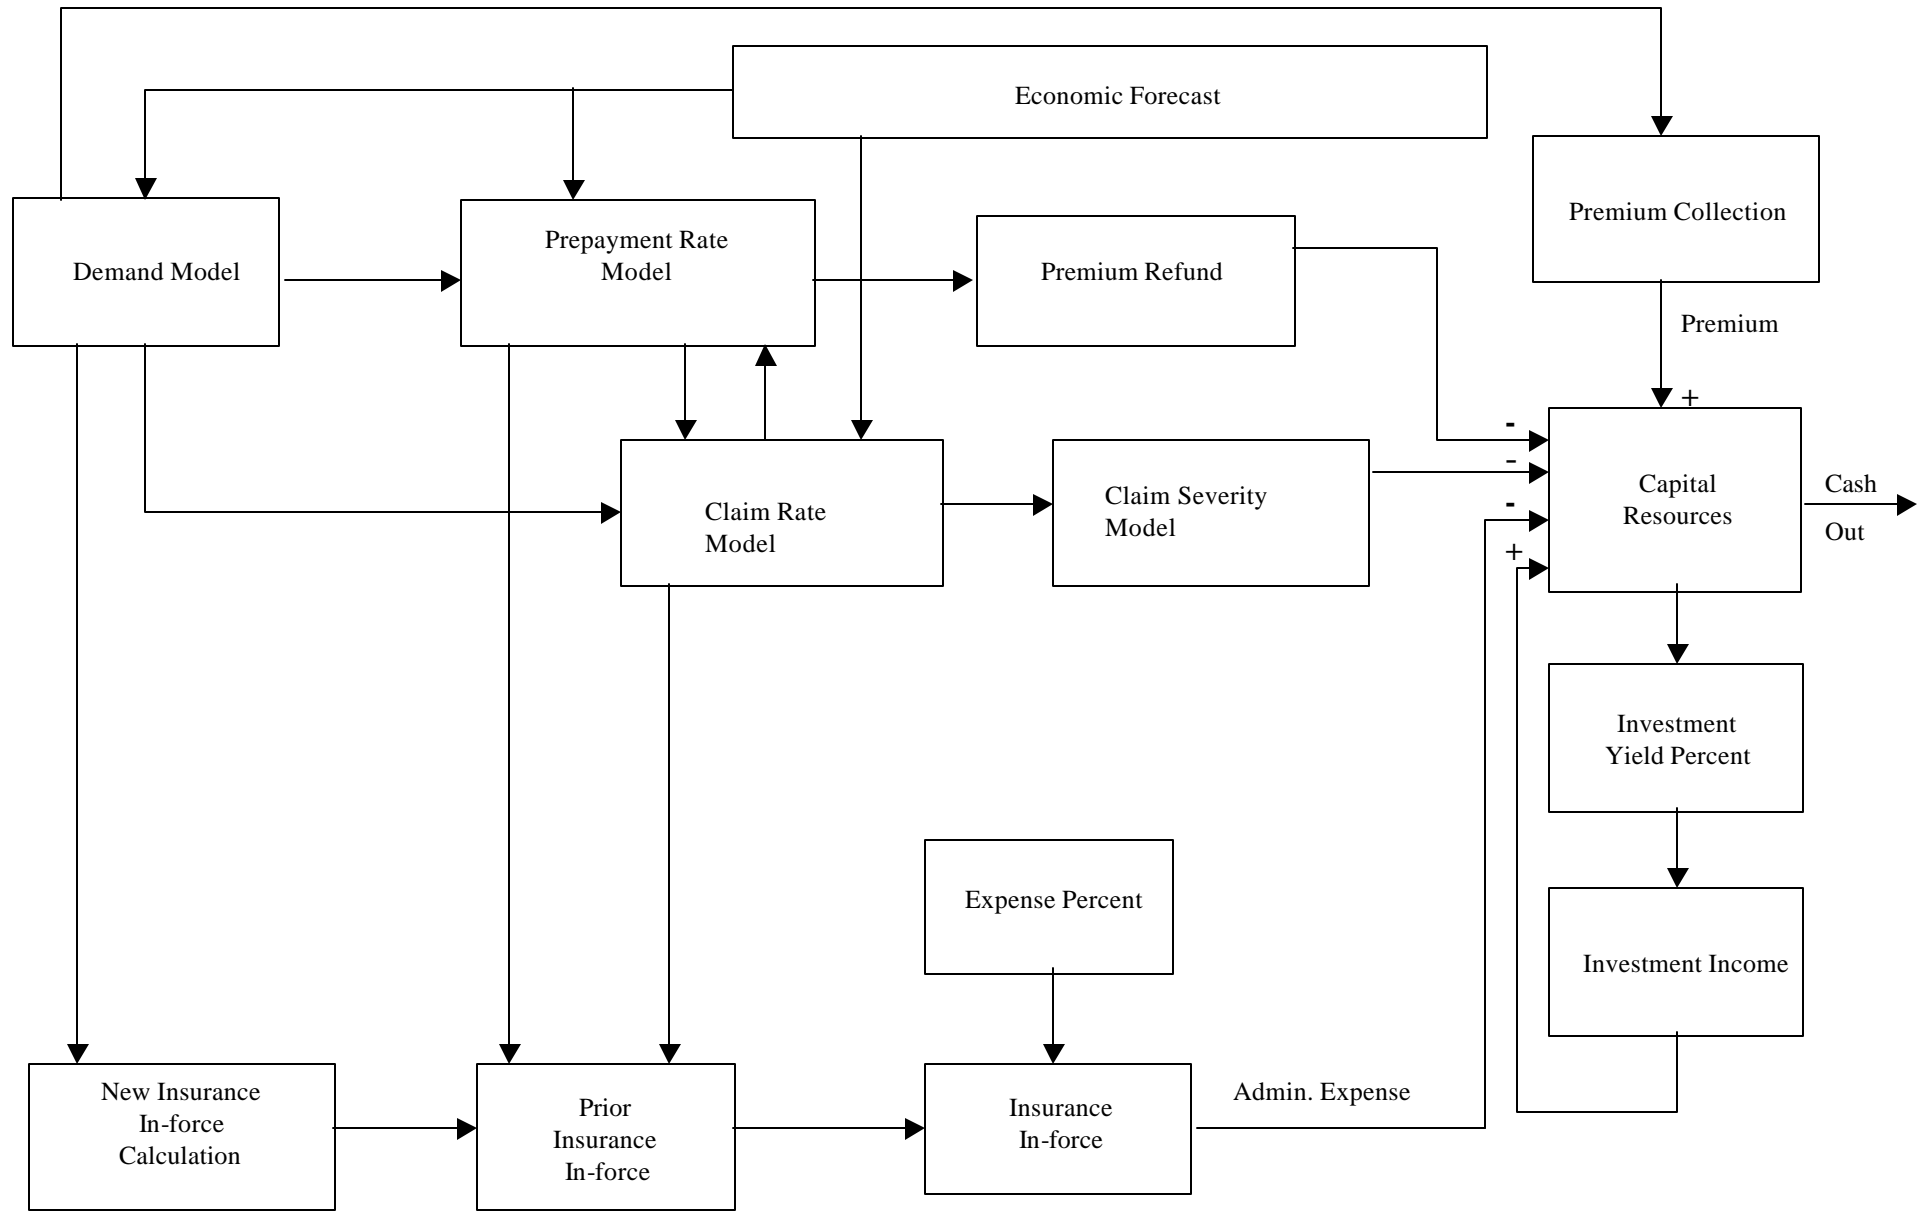 Economic Forecast
Premium Collection
Demand Model
Prepayment Rate
Model
Premium Refund
Premium
+
-
-
-
+
Capital
Resources
Cash
Out
Claim Rate
Model
Claim Severity
Model
Investment
Yield Percent
Expense Percent
Investment Income
New Insurance
In-force
Calculation
Prior
Insurance
In-force
Insurance
In-force
Admin. Expense